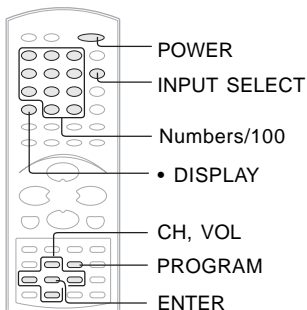 POWER
INPUT SELECT
Numbers/100
• DISPLAY
CH, VOL
PROGRAM
ENTER